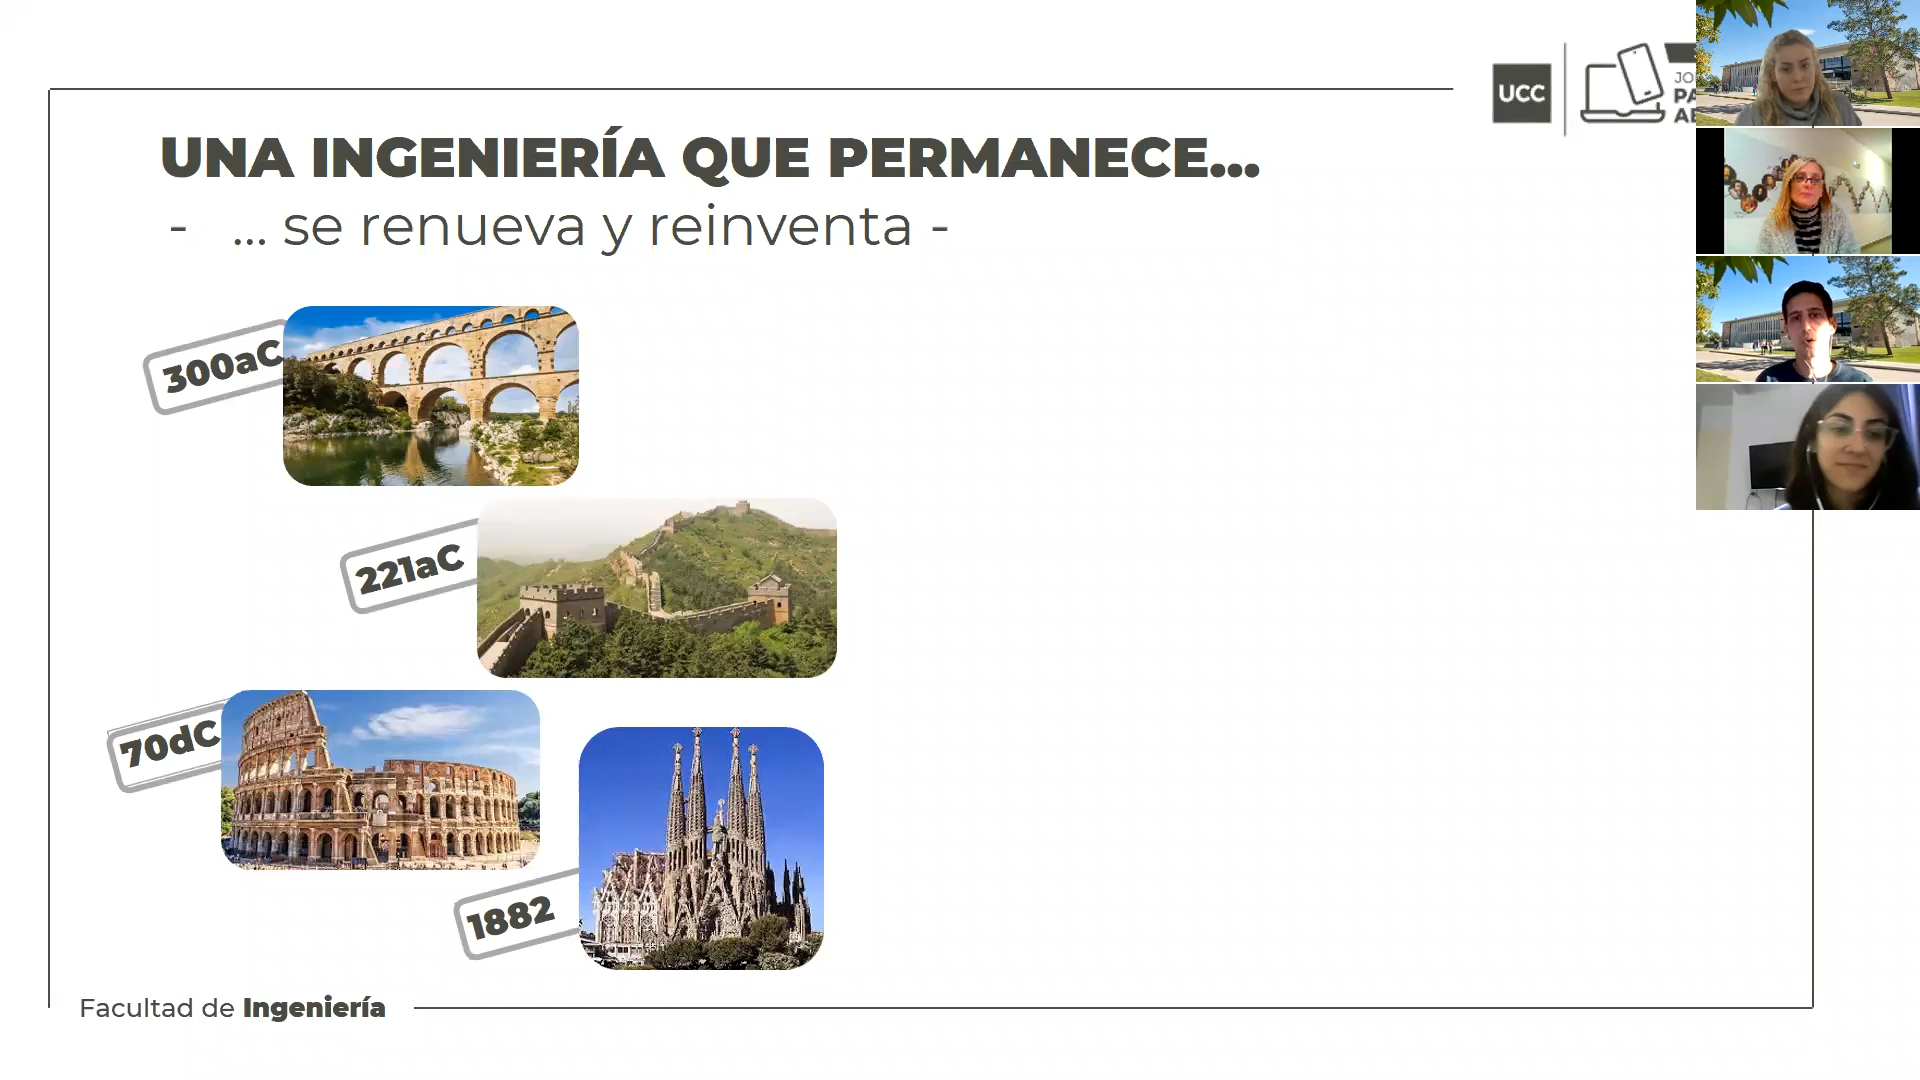 UCC
UNA INGENIERÍA QUE PERMANECE...
- ... se renueva y reinventa -
300aC
221aC
70dC
1882
Facultad de Ingeniería